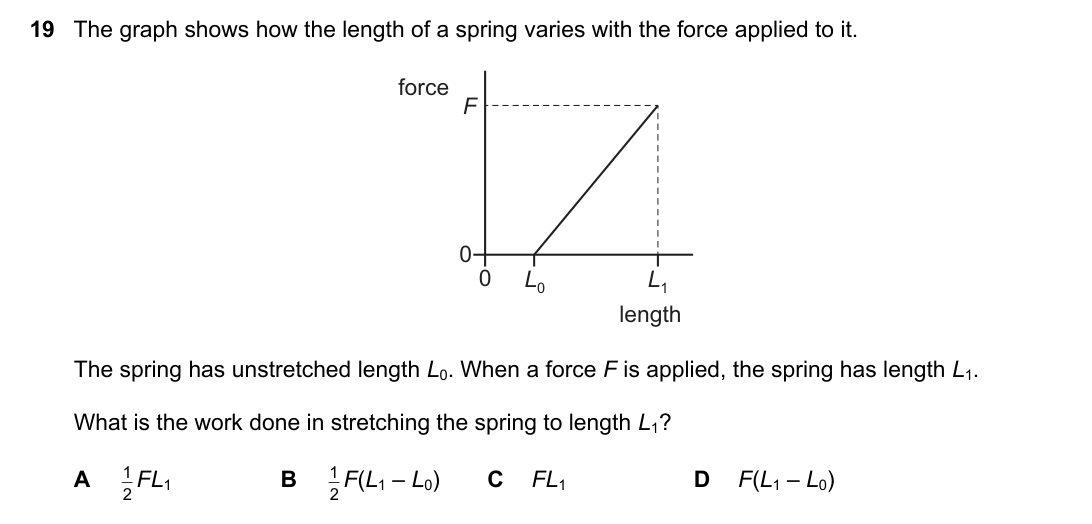 19 The graph shows how the length of a spring varies with the force applied to it.
force
F
0
0 L₀ L₁
length
The spring has unstretched length L₀. When a force F is applied, the spring has length L₁.
What is the work done in stretching the spring to length L₁?
A ½FL₁ B ½F(L₁ – L₀) C FL₁ D F(L₁ – L₀)